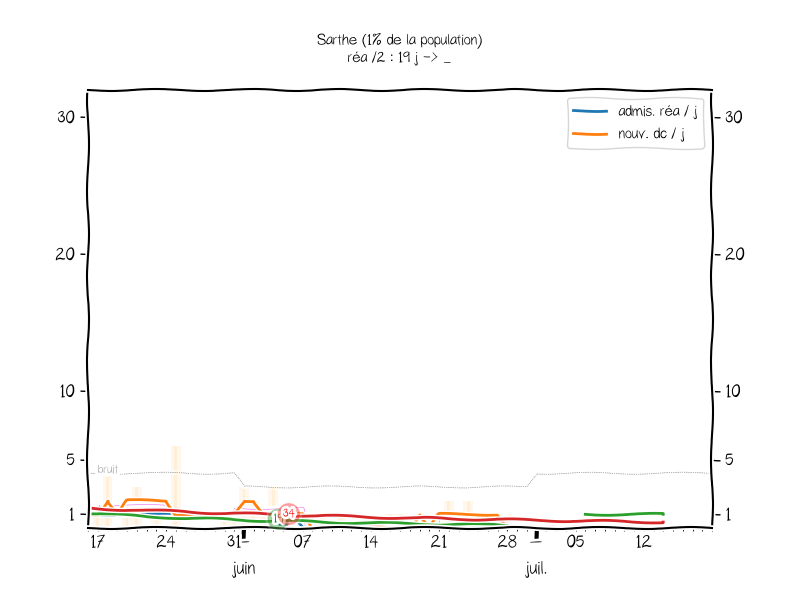 Sarthe (1% de la population)
réa /2 : 19 j -> _
admis. réa / j
nouv. dc / j
30
30
20
20
10
10
5
5
bruit
1
1
34
17
24
31
07
14
21
28
05
12
juin
juil.